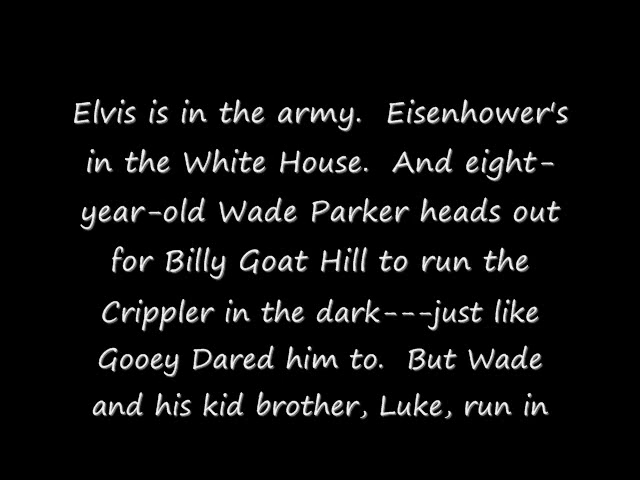 Elvis is in the army.  Eisenhower's
in the White House.  And eight-
year-old Wade Parker heads out
for Billy Goat Hill to run the
Crippler in the dark---just like
Gooey Dared him to.  But Wade
and his kid brother, Luke, run in